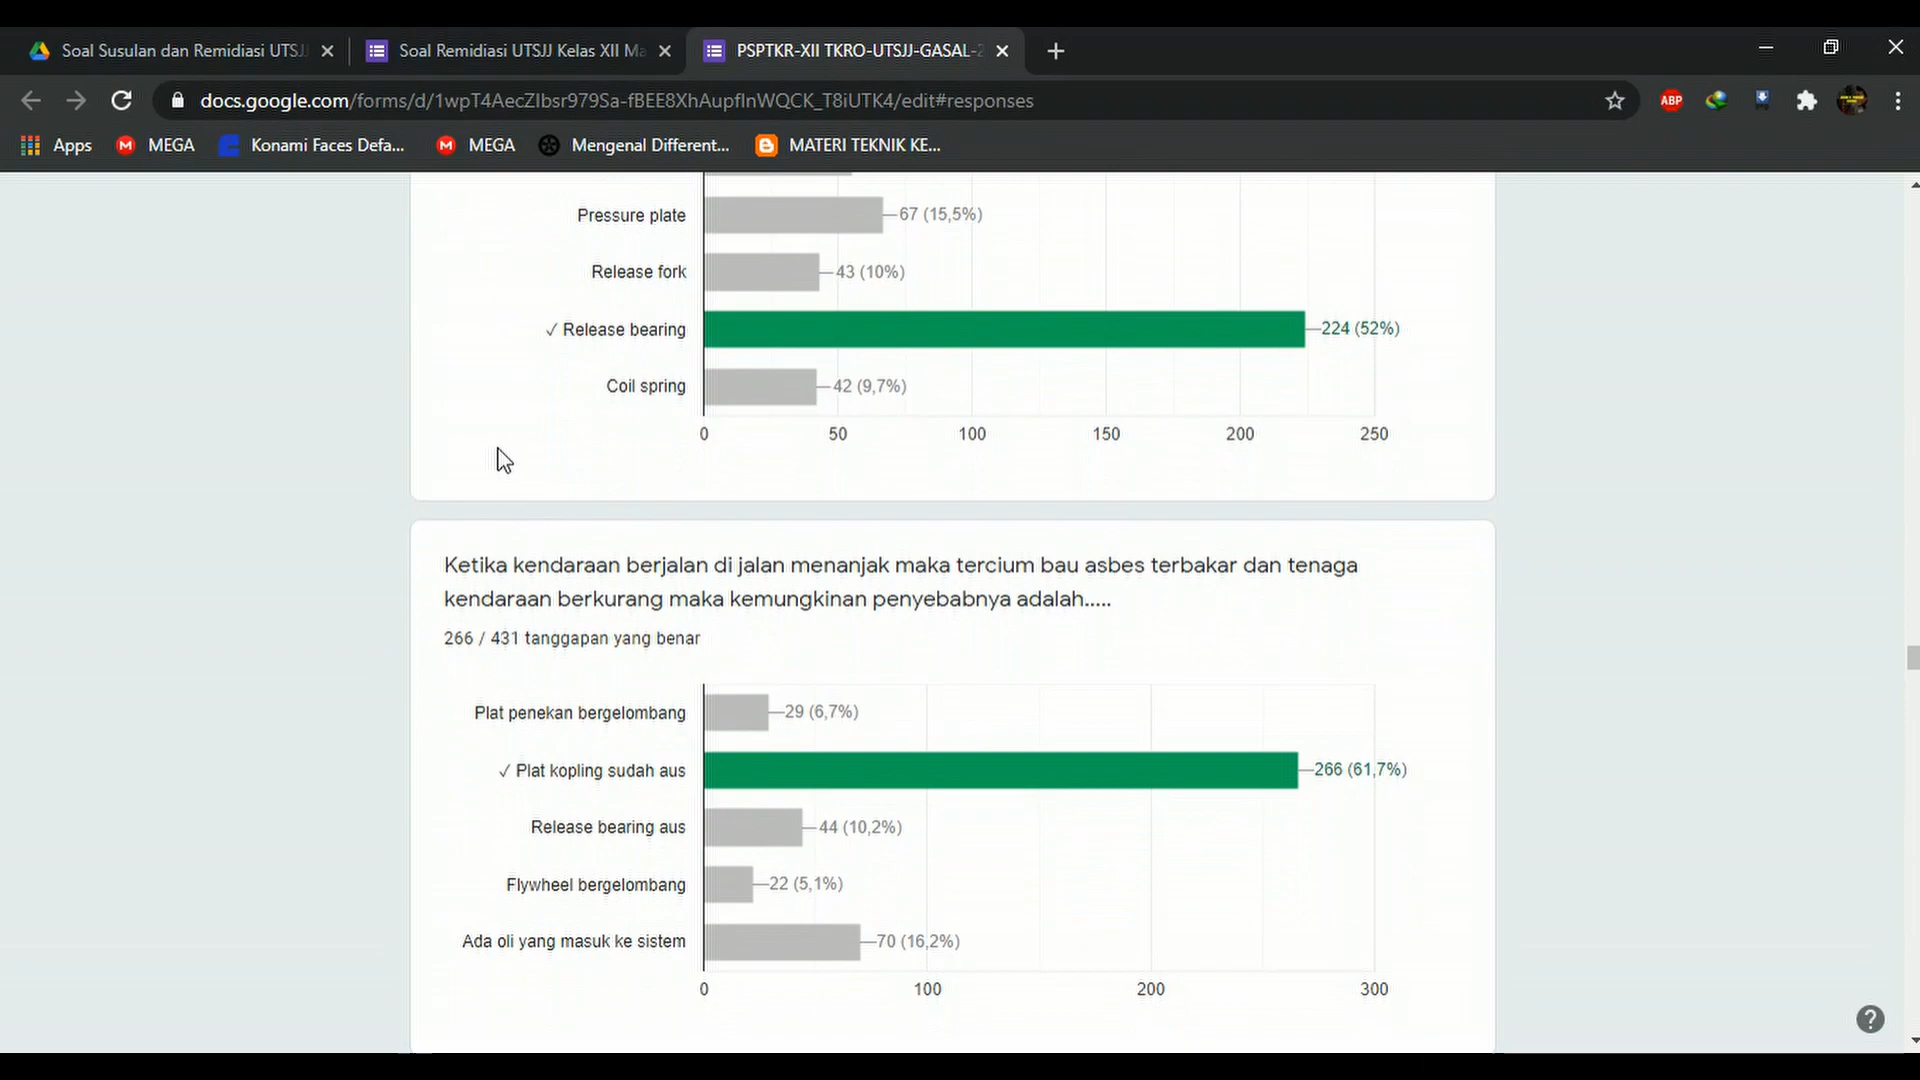 Soal Susulan dan Remidiasi UTSJJ
Soal Remidiasi UTSJJ Kelas XII Ma
PSPTKR-XII TKRO-UTSJJ-GASAL-2
docs.google.com/forms/d/1wpT4AecZIbsr979Sa-fBEE8XhAupfInWQCK_T8iUTK4/edit#responses
ABP
Apps
MEGA
Konami Faces Defa...
MEGA
Mengenal Different...
MATERI TEKNIK KE...
Pressure plate 67 (15,5%)
Release fork 43 (10%)
✓ Release bearing 224 (52%)
Coil spring 42 (9,7%)
0 50 100 150 200 250
Ketika kendaraan berjalan di jalan menanjak maka tercium bau asbes terbakar dan tenaga
kendaraan berkurang maka kemungkinan penyebabnya adalah.....
266 / 431 tanggapan yang benar
Plat penekan bergelombang 29 (6,7%)
✓ Plat kopling sudah aus 266 (61,7%)
Release bearing aus 44 (10,2%)
Flywheel bergelombang 22 (5,1%)
Ada oli yang masuk ke sistem 70 (16,2%)
0 100 200 300